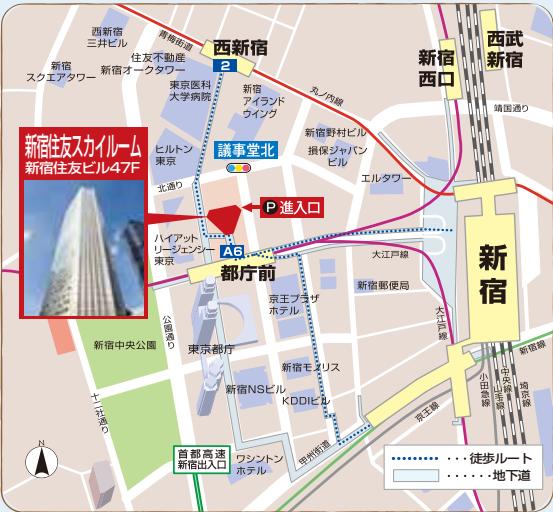 西新宿
三井ビル
青梅街道
西新宿
2
新宿
西口
西武
新宿
新宿
スクエアタワー
住友不動産
新宿オークタワー
東京医科
大学病院
新宿
アイランド
ウイング
丸ノ内線
靖国通り
新宿住友スカイルーム
新宿住友ビル47F
ヒルトン
東京
議事堂北
新宿野村ビル
損保ジャパン
ビル
エルタワー
北通り
P進入口
ハイアット
リージェンシー
東京
A6
都庁前
大江戸線
新宿
新宿郵便局
京王プラザ
ホテル
大江戸線
公園通り
新宿中央公園
東京都庁
新宿モノリス
新宿線
新宿NSビル
KDDIビル
十二社通り
京王線
小田急線
山手線
中央線
埼京線
甲州街道
首都高速
新宿出入口
ワシントン
ホテル
N
・・・徒歩ルート
・・・・・・地下道